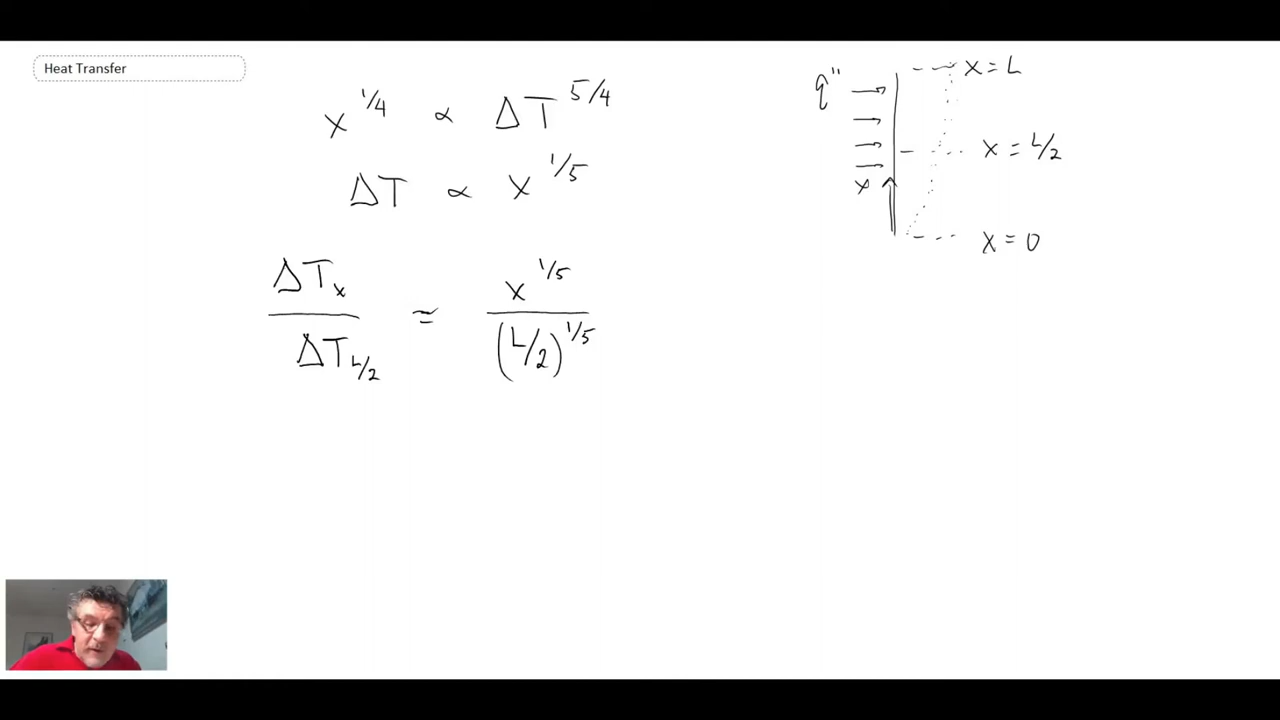 Heat Transfer
x^{1/4} ∝ ΔT^{5/4}
ΔT ∝ x^{1/5}
ΔT_x / ΔT_{L/2} ≃ x^{1/5} / (L/2)^{1/5}
q'' x = L
x = L/2
x
x = 0